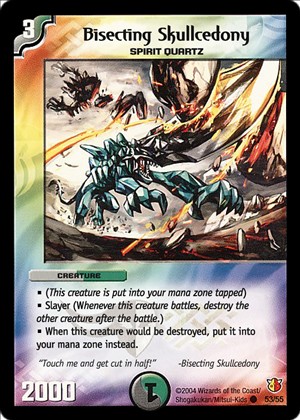 3
Bisecting Skullcedony
SPIRIT QUARTZ
CREATURE
▪ (This creature is put into your mana zone tapped)
▪ Slayer (Whenever this creature battles, destroy the
other creature after the battle.)
▪ When this creature would be destroyed, put it into
your mana zone instead.
"Touch me and get cut in half!" -Bisecting Skullcedony
2000
©2004 Wizards of the Coast/
Shogakukan/Mitsui-Kids
53/55